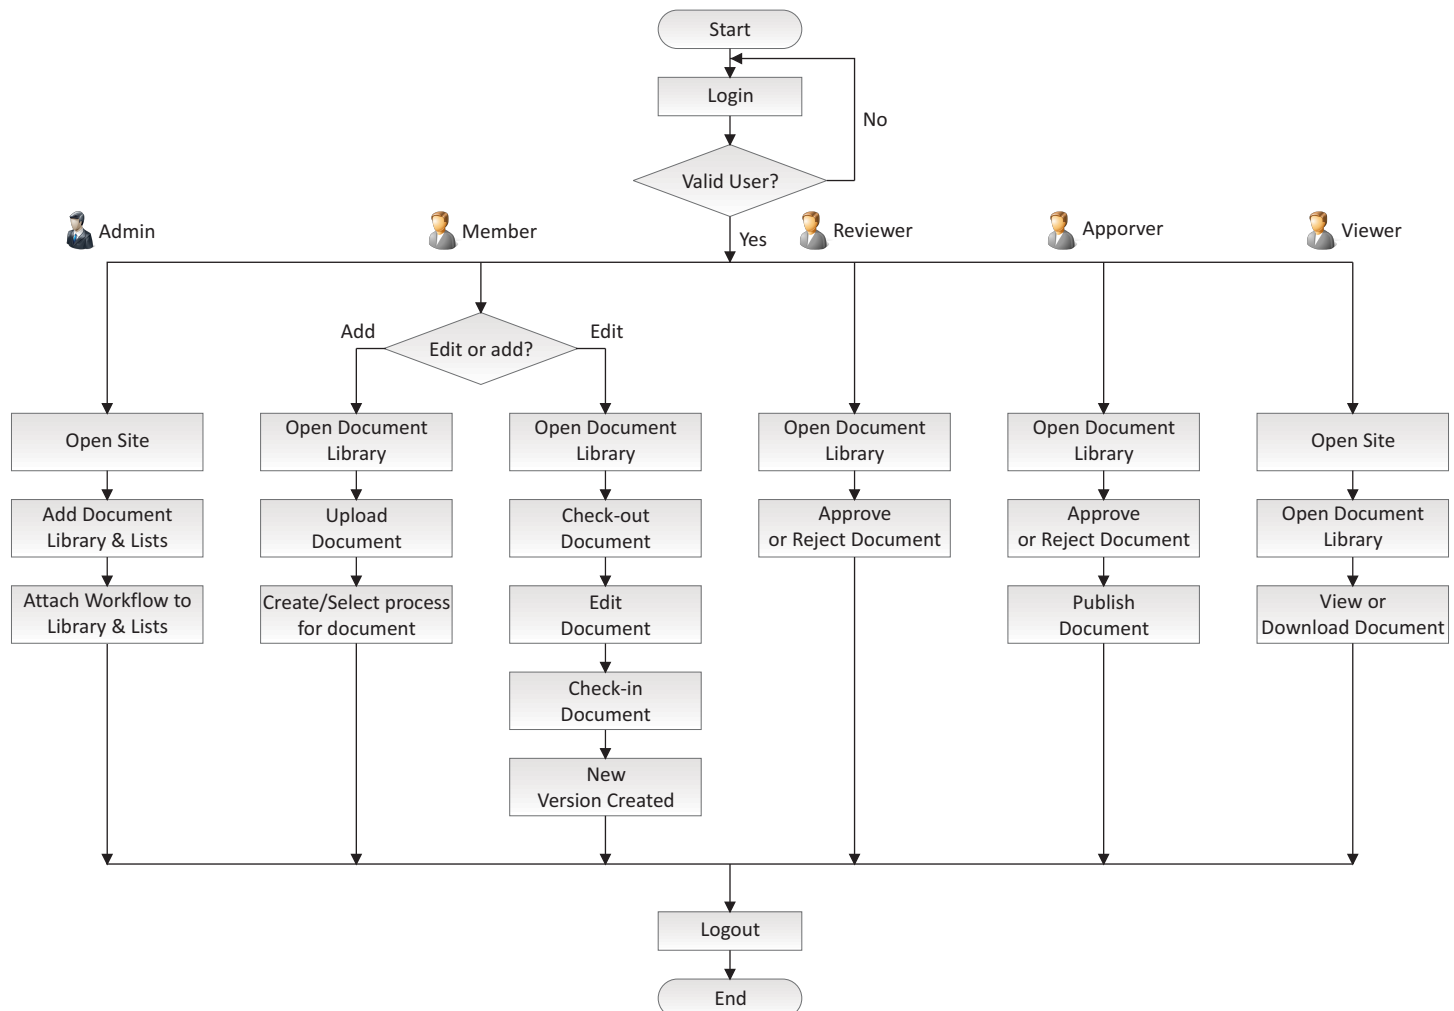 Start
Login
No
Valid User?
Admin
Member
Yes
Reviewer
Apporver
Viewer
Add
Edit
Edit or add?
Open Site
Open Document
Library
Open Document
Library
Open Document
Library
Open Document
Library
Open Site
Add Document
Library & Lists
Upload
Document
Check-out
Document
Approve
or Reject Document
Approve
or Reject Document
Open Document
Library
Attach Workflow to
Library & Lists
Create/Select process
for document
Edit
Document
Publish
Document
View or
Download Document
Check-in
Document
New
Version Created
Logout
End